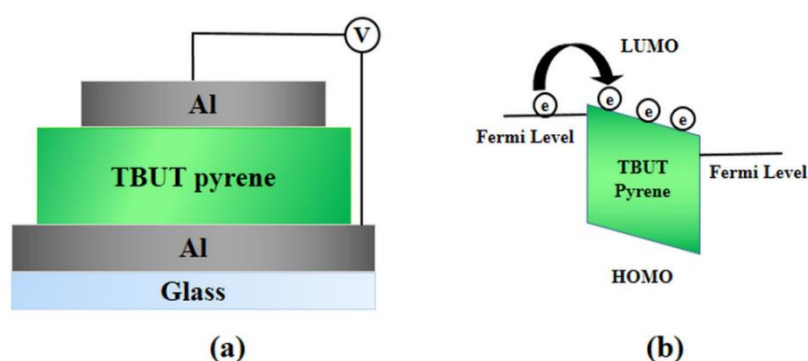 V
Al
TBUT pyrene
Al
Glass
(a)
LUMO
e
e
e
e
Fermi Level
TBUT
Pyrene
Fermi Level
HOMO
(b)